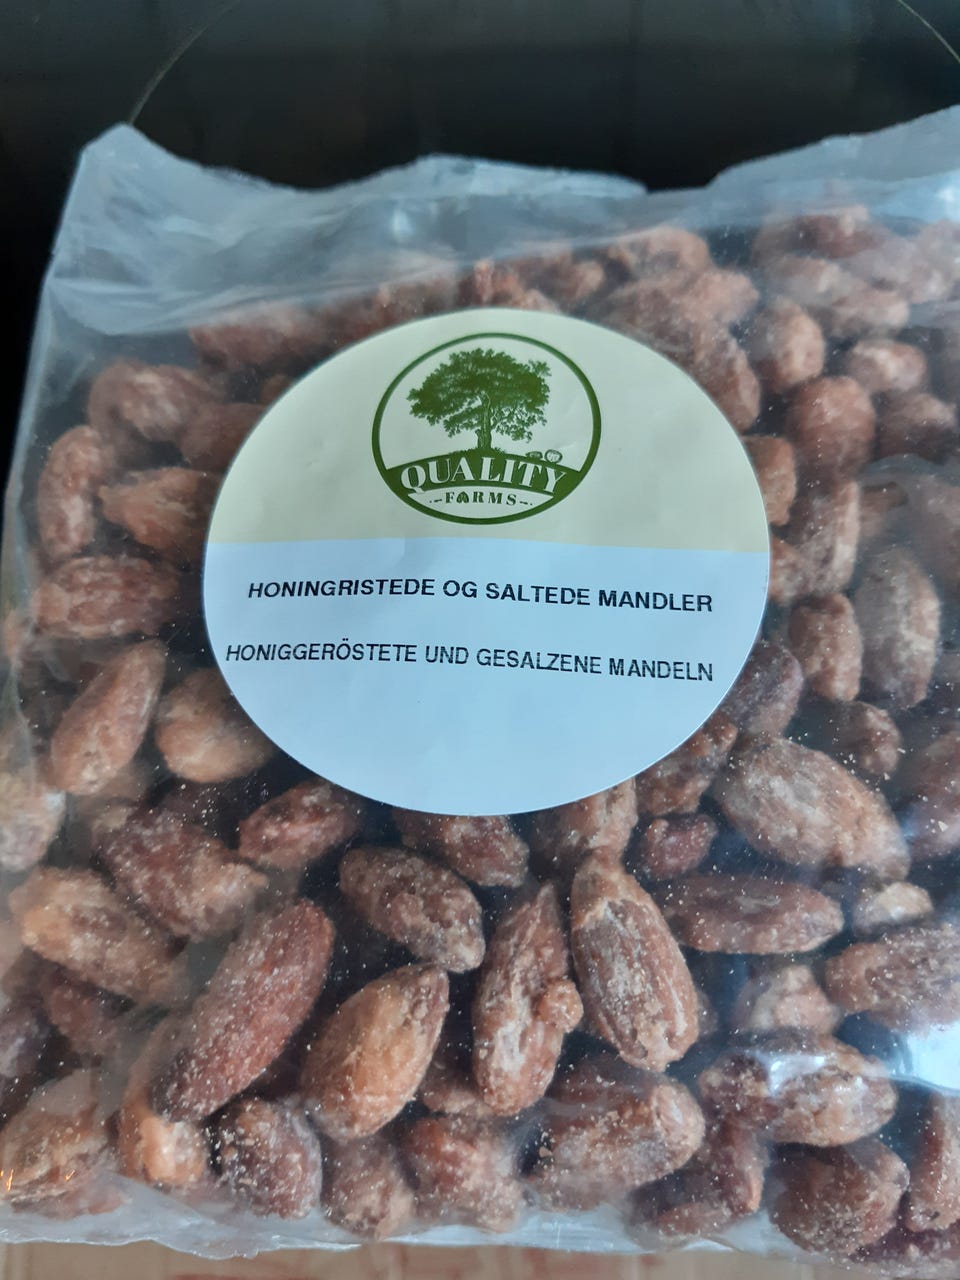 QUALITY
FARMS
HONINGRISTEDE OG SALTEDE MANDLER
HONIGGERÖSTETE UND GESALZENE MANDELN